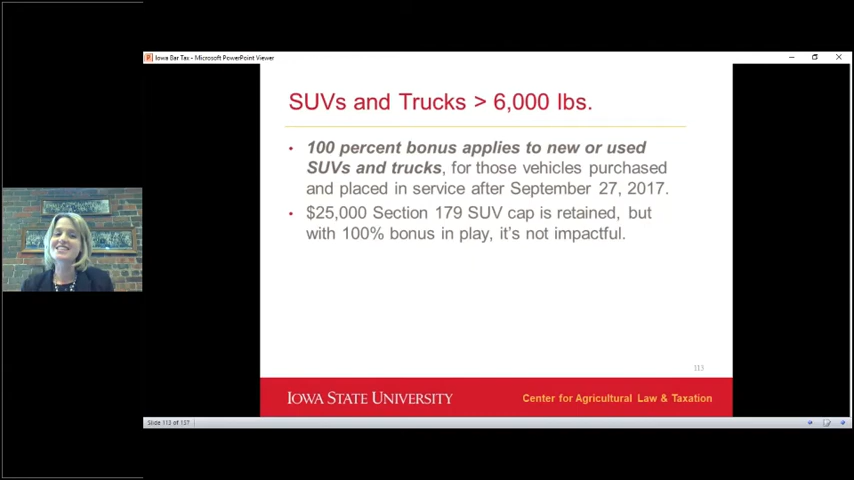 Iowa Bar Tax - Microsoft PowerPoint Viewer
SUVs and Trucks > 6,000 lbs.
• 100 percent bonus applies to new or used
SUVs and trucks, for those vehicles purchased
and placed in service after September 27, 2017.
• $25,000 Section 179 SUV cap is retained, but
with 100% bonus in play, it's not impactful.
113
IOWA STATE UNIVERSITY
Center for Agricultural Law & Taxation
Slide 113 of 157